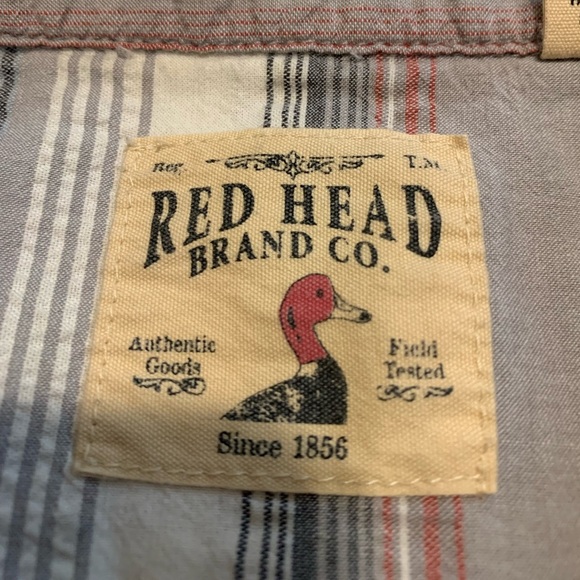 Reg. T.M
RED HEAD
BRAND CO.
Authentic Goods
Field Tested
Since 1856